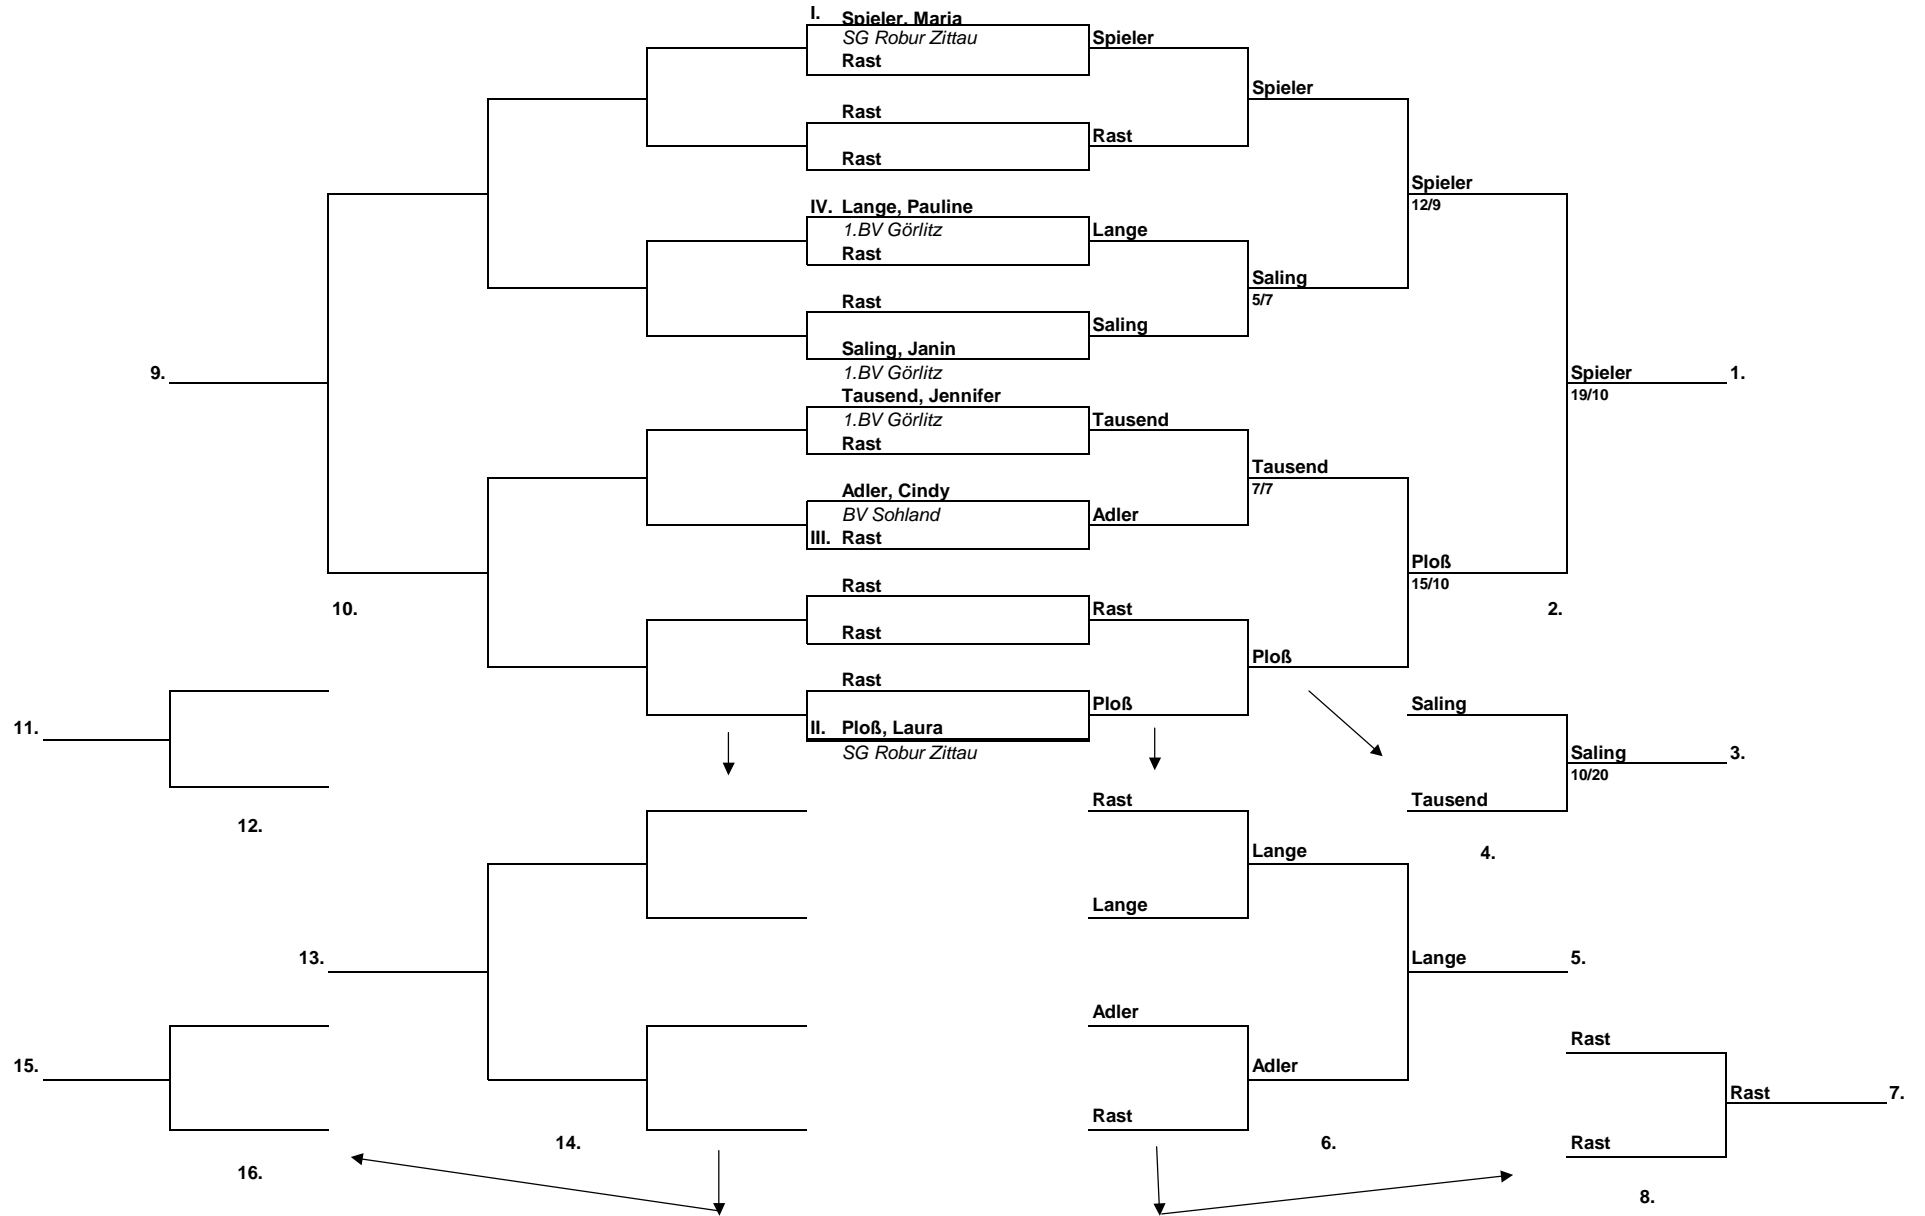 I. Spieler, Maria
SG Robur Zittau
Spieler
Rast
Spieler
Rast
Rast
Rast
Spieler
12/9
IV. Lange, Pauline
1.BV Görlitz
Lange
Rast
Saling
5/7
Rast
Saling
Saling, Janin
1.BV Görlitz
9.
Spieler
1.
19/10
Tausend, Jennifer
1.BV Görlitz
Tausend
Rast
Tausend
7/7
Adler, Cindy
BV Sohland
Adler
III. Rast
Ploß
15/10
Rast
Rast
10.
2.
Rast
Ploß
Rast
Ploß
Saling
11.
II. Ploß, Laura
SG Robur Zittau
Saling
3.
10/20
Rast
Tausend
12.
Lange
4.
Lange
13.
Lange
5.
Adler
Rast
15.
Adler
Rast
7.
Rast
14.
6.
Rast
16.
8.